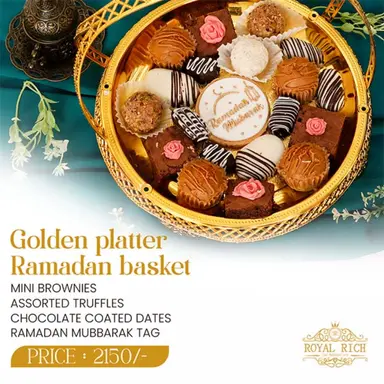 Ramadan
Mubarak
Golden platter
Ramadan basket
MINI BROWNIES
ASSORTED TRUFFLES
CHOCOLATE COATED DATES
RAMADAN MUBBARAK TAG
PRICE : 2150/-
ROYAL RICH